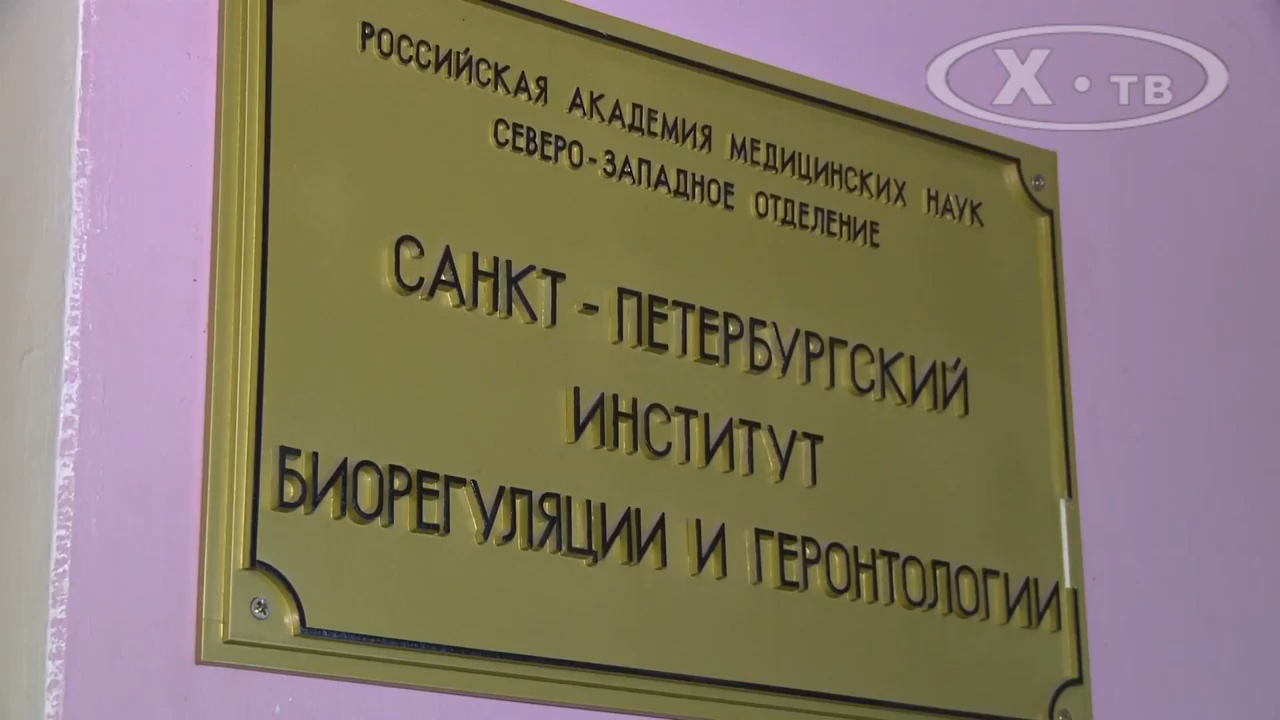 Х·ТВ
РОССИЙСКАЯ АКАДЕМИЯ МЕДИЦИНСКИХ НАУК
СЕВЕРО-ЗАПАДНОЕ ОТДЕЛЕНИЕ
САНКТ-ПЕТЕРБУРГСКИЙ
ИНСТИТУТ
БИОРЕГУЛЯЦИИ И ГЕРОНТОЛОГИИ